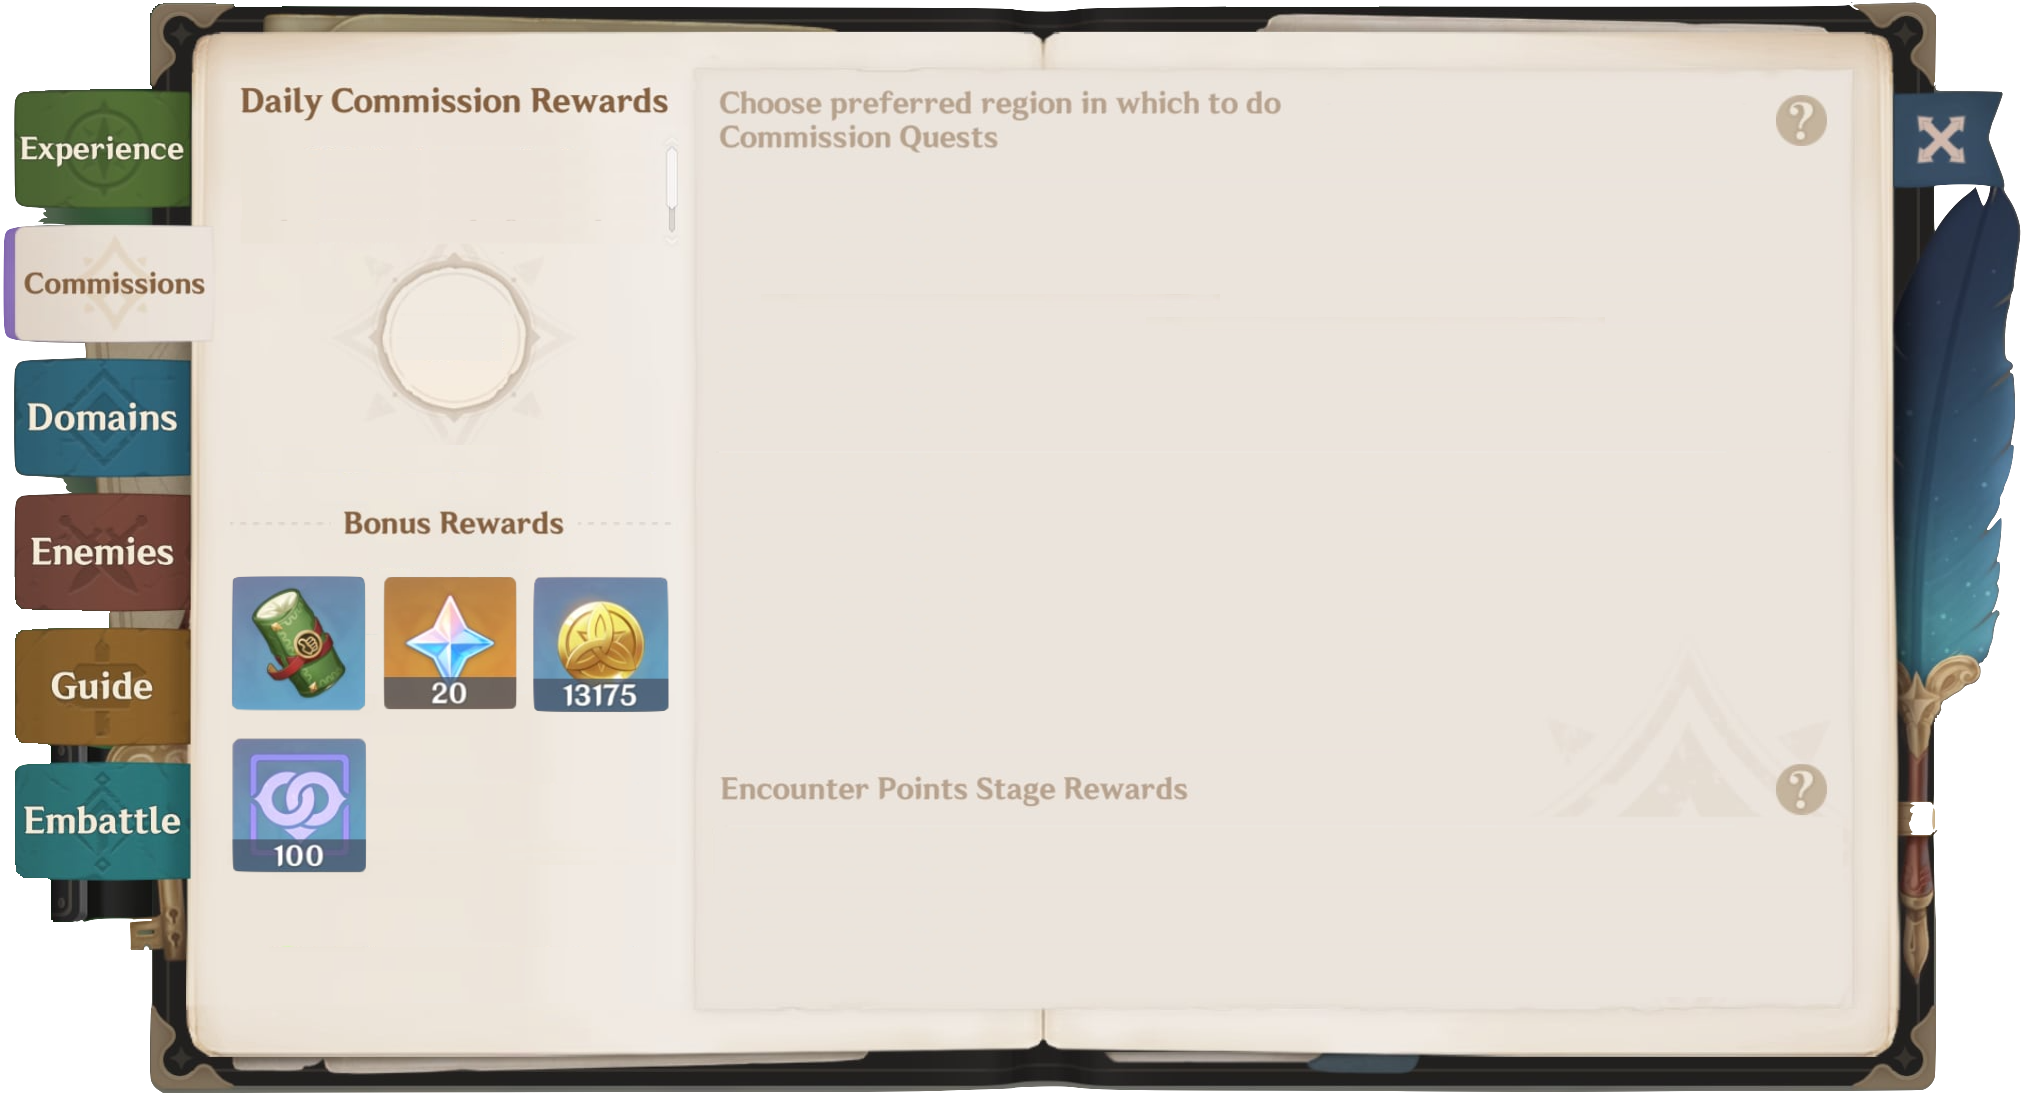 Experience
Commissions
Domains
Enemies
Guide
Embattle
Daily Commission Rewards
Bonus Rewards
20
13175
100
Choose preferred region in which to do
Commission Quests
?
Encounter Points Stage Rewards
?